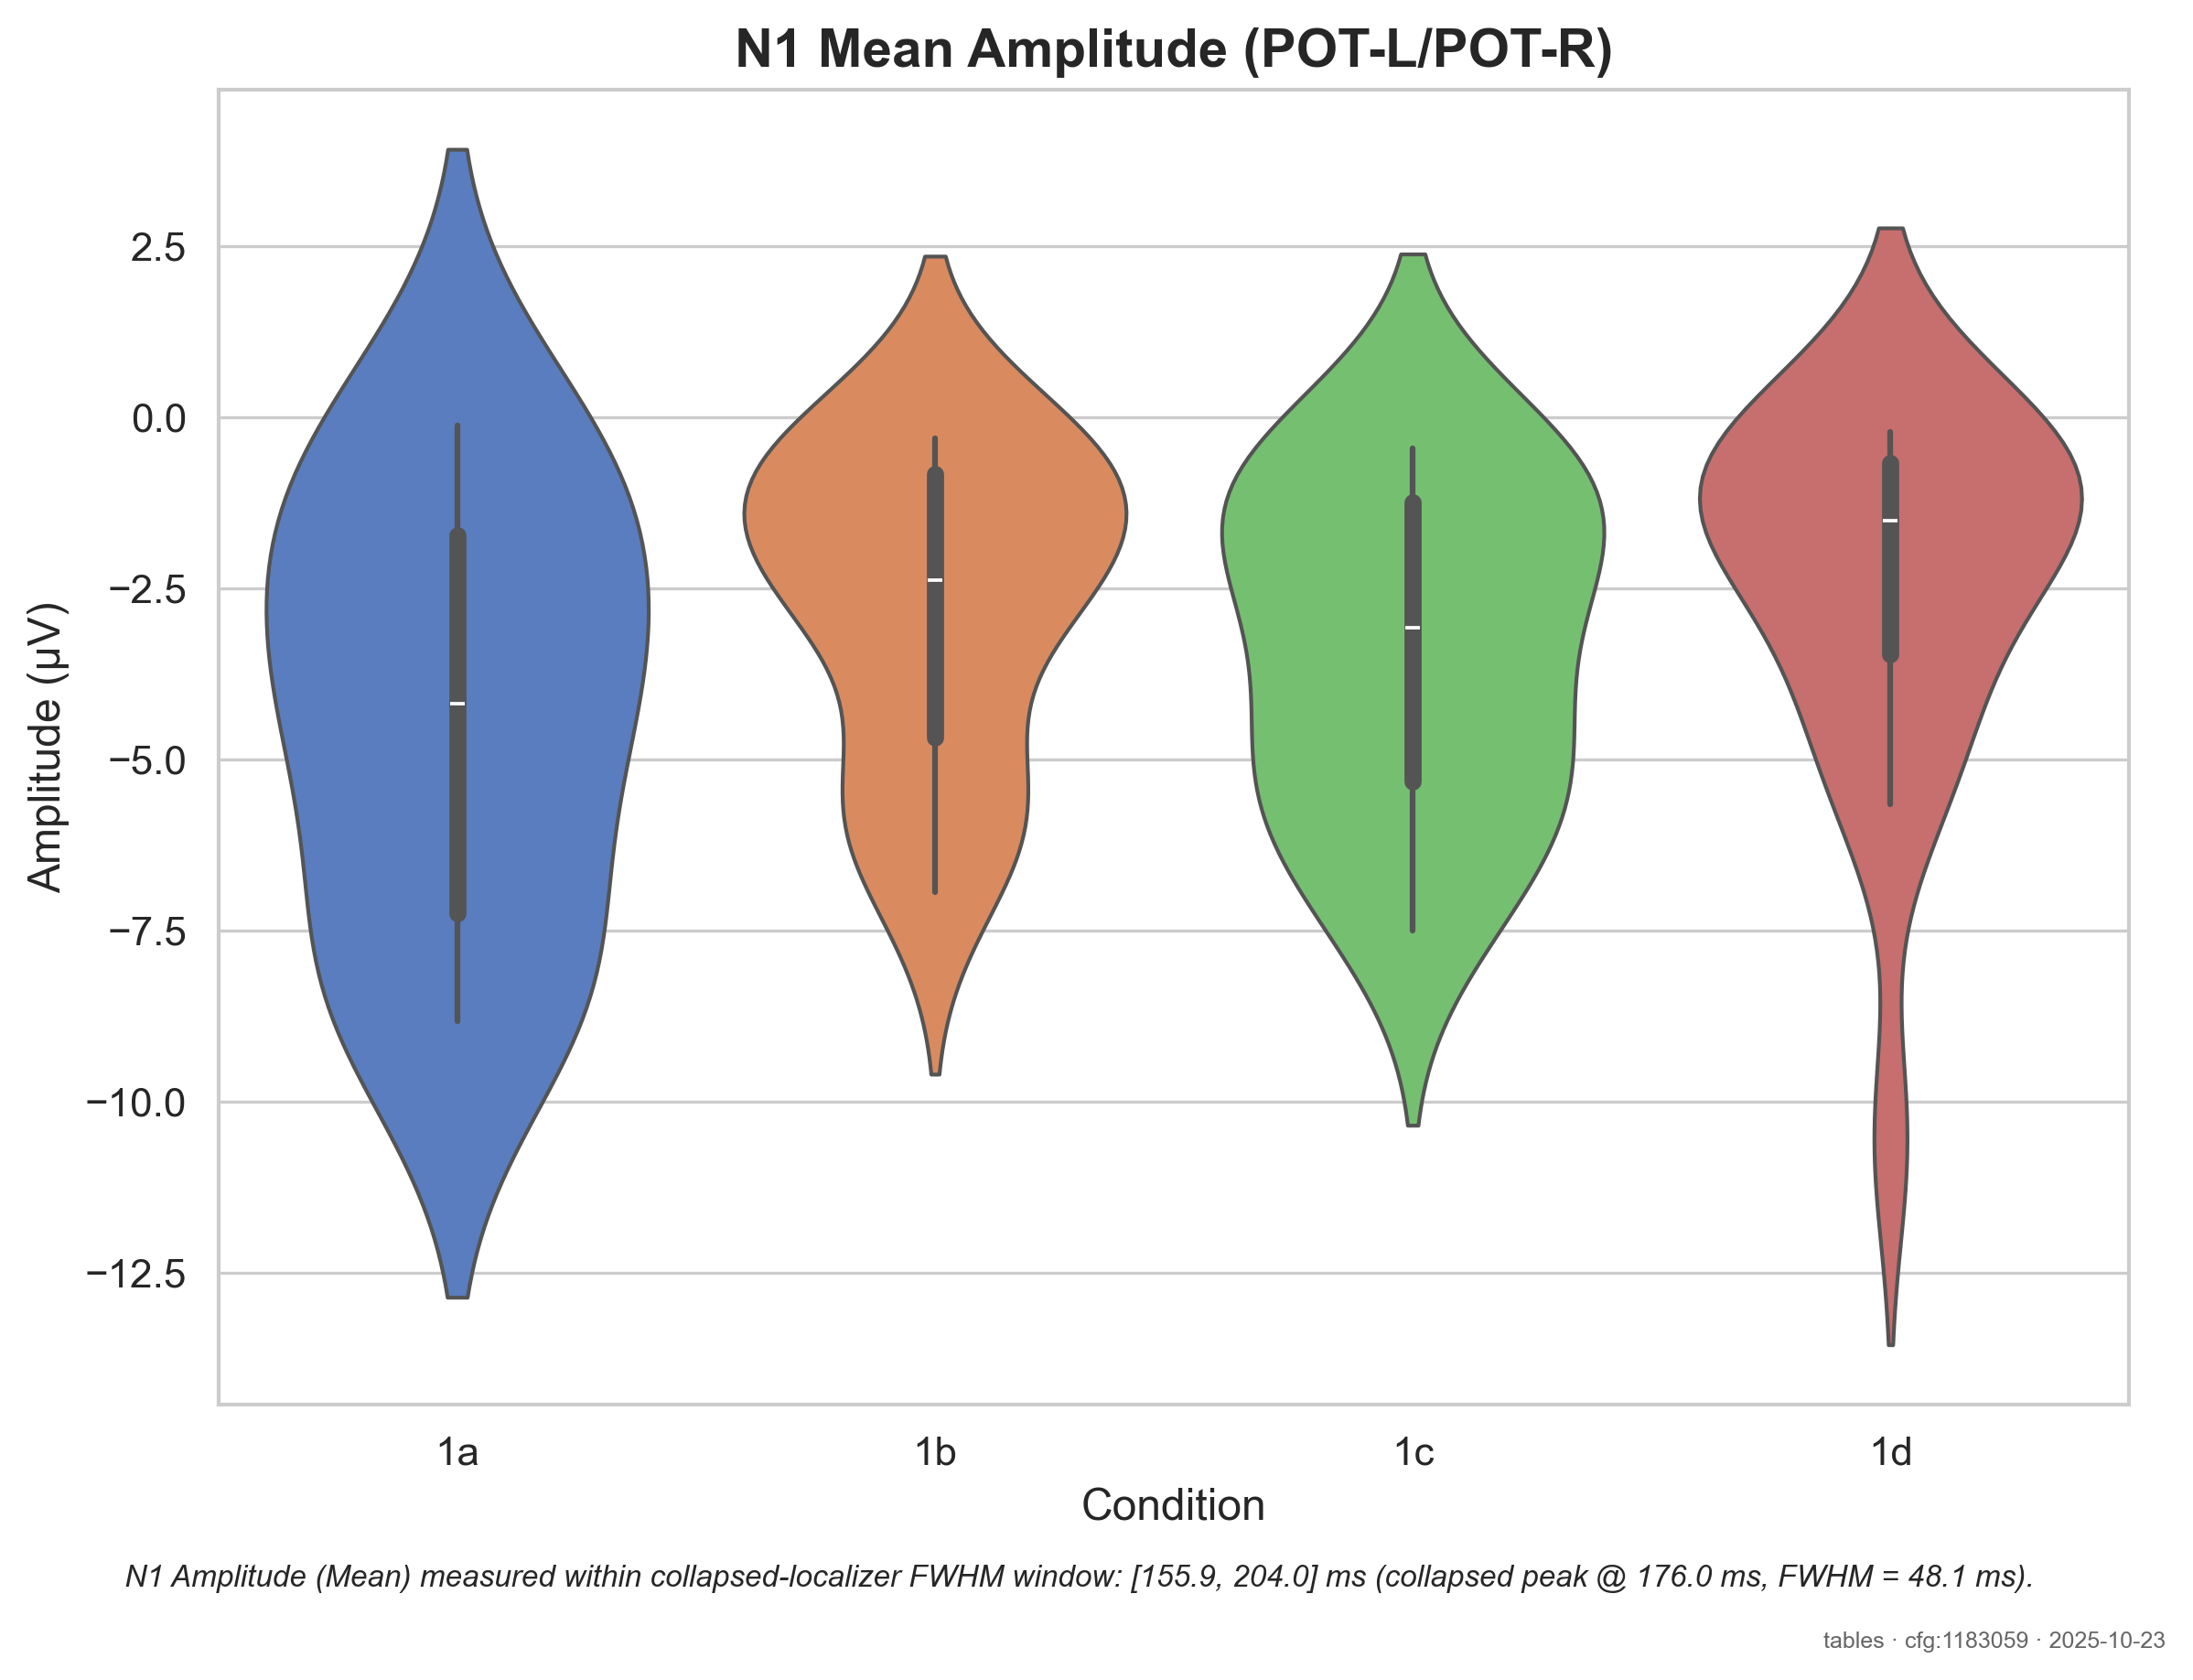 N1 Mean Amplitude (POT-L/POT-R)
Amplitude (µV)
2.5
0.0
−2.5
−5.0
−7.5
−10.0
−12.5
1a
1b
1c
1d
Condition
N1 Amplitude (Mean) measured within collapsed-localizer FWHM window: [155.9, 204.0] ms (collapsed peak @ 176.0 ms, FWHM = 48.1 ms).
tables · cfg:1183059 · 2025-10-23